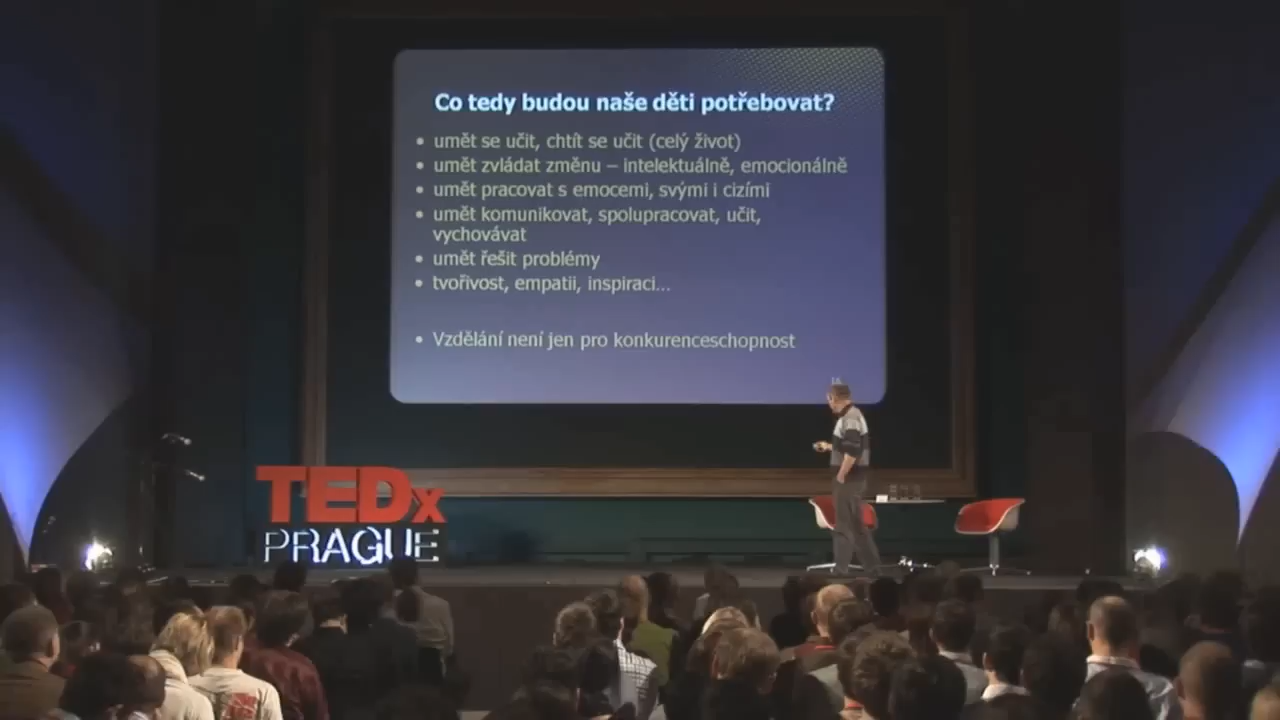 Co tedy budou naše děti potřebovat?
• umět se učit, chtít se učit (celý život)
• umět zvládat změnu – intelektuálně, emocionálně
• umět pracovat s emocemi, svými i cizími
• umět komunikovat, spolupracovat, učit,
vychovávat
• umět řešit problémy
• tvořivost, empatii, inspiraci...
• Vzdělání není jen pro konkurenceschopnost
TEDx
PRAGUE